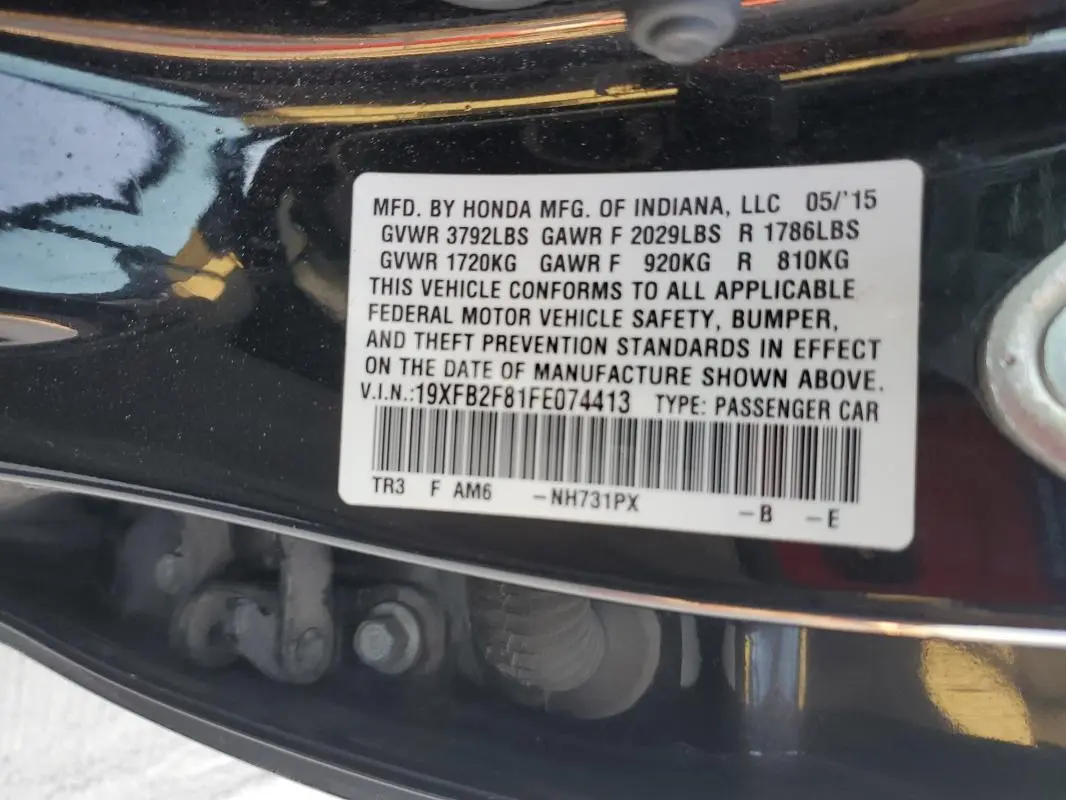 MFD. BY HONDA MFG. OF INDIANA, LLC 05/'15
GVWR 3792LBS GAWR F 2029LBS R 1786LBS
GVWR 1720KG GAWR F 920KG R 810KG
THIS VEHICLE CONFORMS TO ALL APPLICABLE
FEDERAL MOTOR VEHICLE SAFETY, BUMPER,
AND THEFT PREVENTION STANDARDS IN EFFECT
ON THE DATE OF MANUFACTURE SHOWN ABOVE.
V.I.N.:19XFB2F81FE074413 TYPE: PASSENGER CAR
TR3 F AM6 -NH731PX -B -E